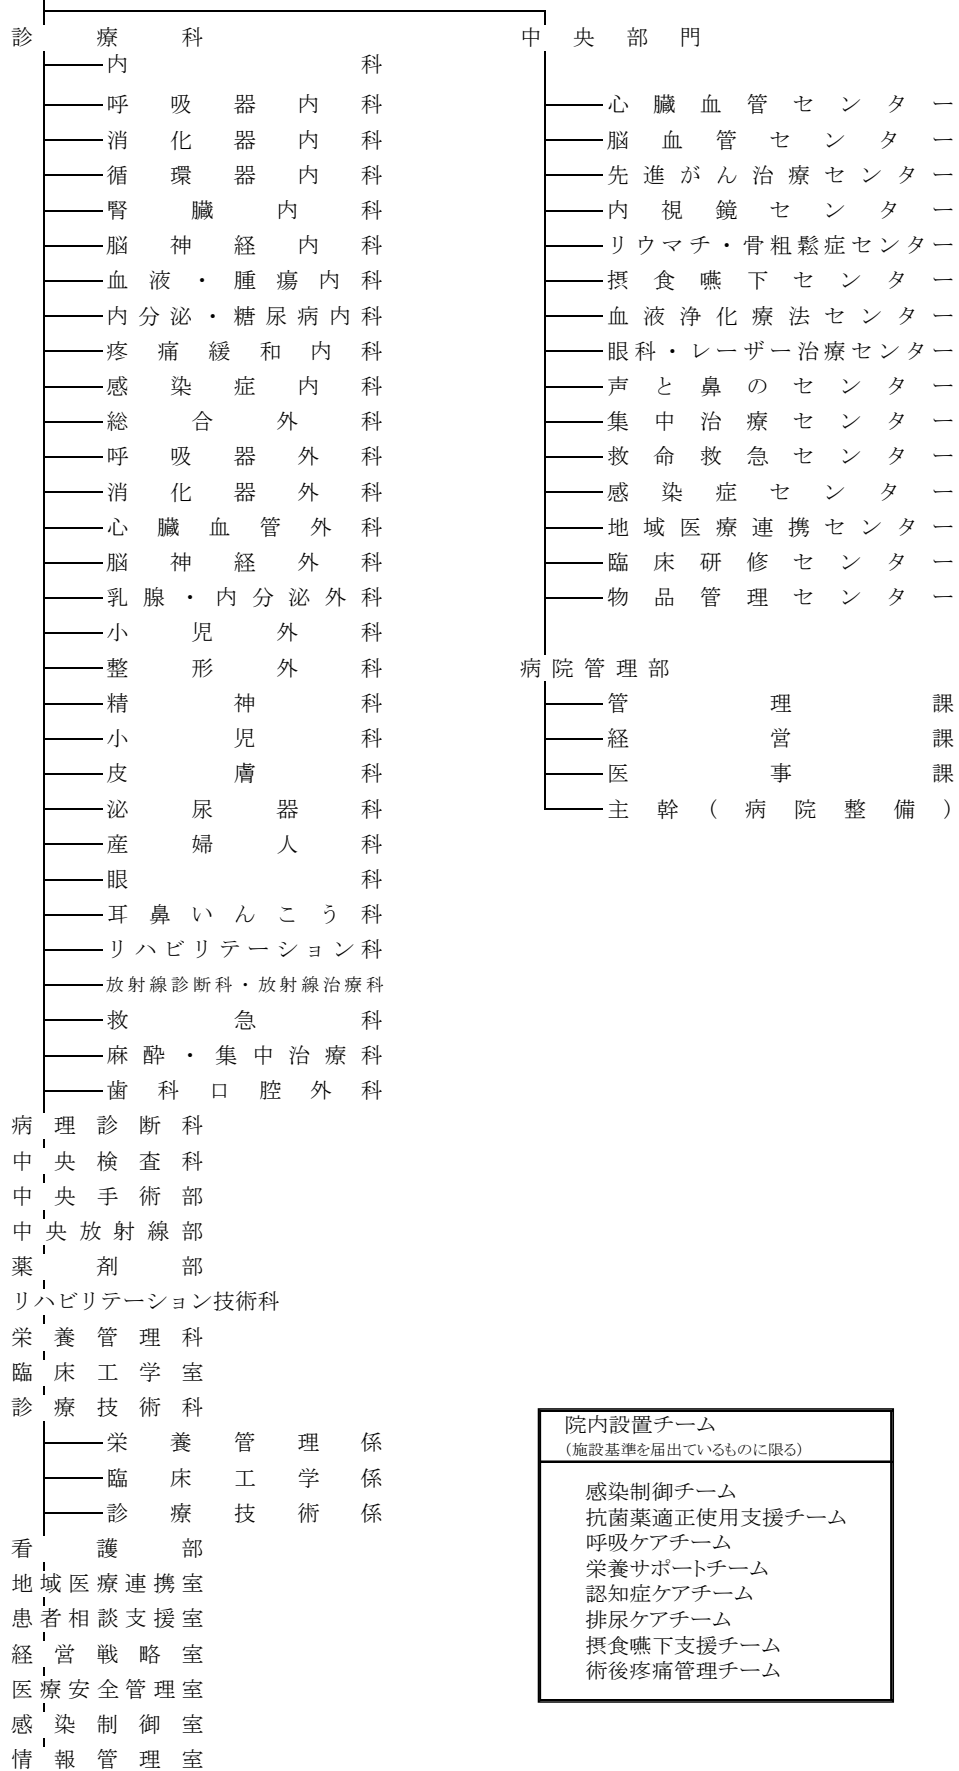 診療科
内科
呼吸器内科
消化器内科
循環器内科
腎臓内科
脳神経内科
血液・腫瘍内科
内分泌・糖尿病内科
疼痛緩和内科
感染症内科
総合外科
呼吸器外科
消化器外科
心臓血管外科
脳神経外科
乳腺・内分泌外科
小児外科
整形外科
精神科
小児科
皮膚科
泌尿器科
産婦人科
眼科
耳鼻いんこう科
リハビリテーション科
放射線診断科・放射線治療科
救急科
麻酔・集中治療科
歯科口腔外科
病理診断科
中央検査科
中央手術部
中央放射線部
薬剤部
リハビリテーション技術科
栄養管理科
臨床工学室
診療技術科
栄養管理係
臨床工学係
診療技術係
看護部
地域医療連携室
患者相談支援室
経営戦略室
医療安全管理室
感染制御室
情報管理室
中央部門
心臓血管センター
脳血管センター
先進がん治療センター
内視鏡センター
リウマチ・骨粗鬆症センター
摂食嚥下センター
血液浄化療法センター
眼科・レーザー治療センター
声と鼻のセンター
集中治療センター
救命救急センター
感染症センター
地域医療連携センター
臨床研修センター
物品管理センター
病院管理部
管理課
経営課
医事課
主幹(病院整備)
院内設置チーム
(施設基準を届出ているものに限る)
感染制御チーム
抗菌薬適正使用支援チーム
呼吸ケアチーム
栄養サポートチーム
認知症ケアチーム
排尿ケアチーム
摂食嚥下支援チーム
術後疼痛管理チーム